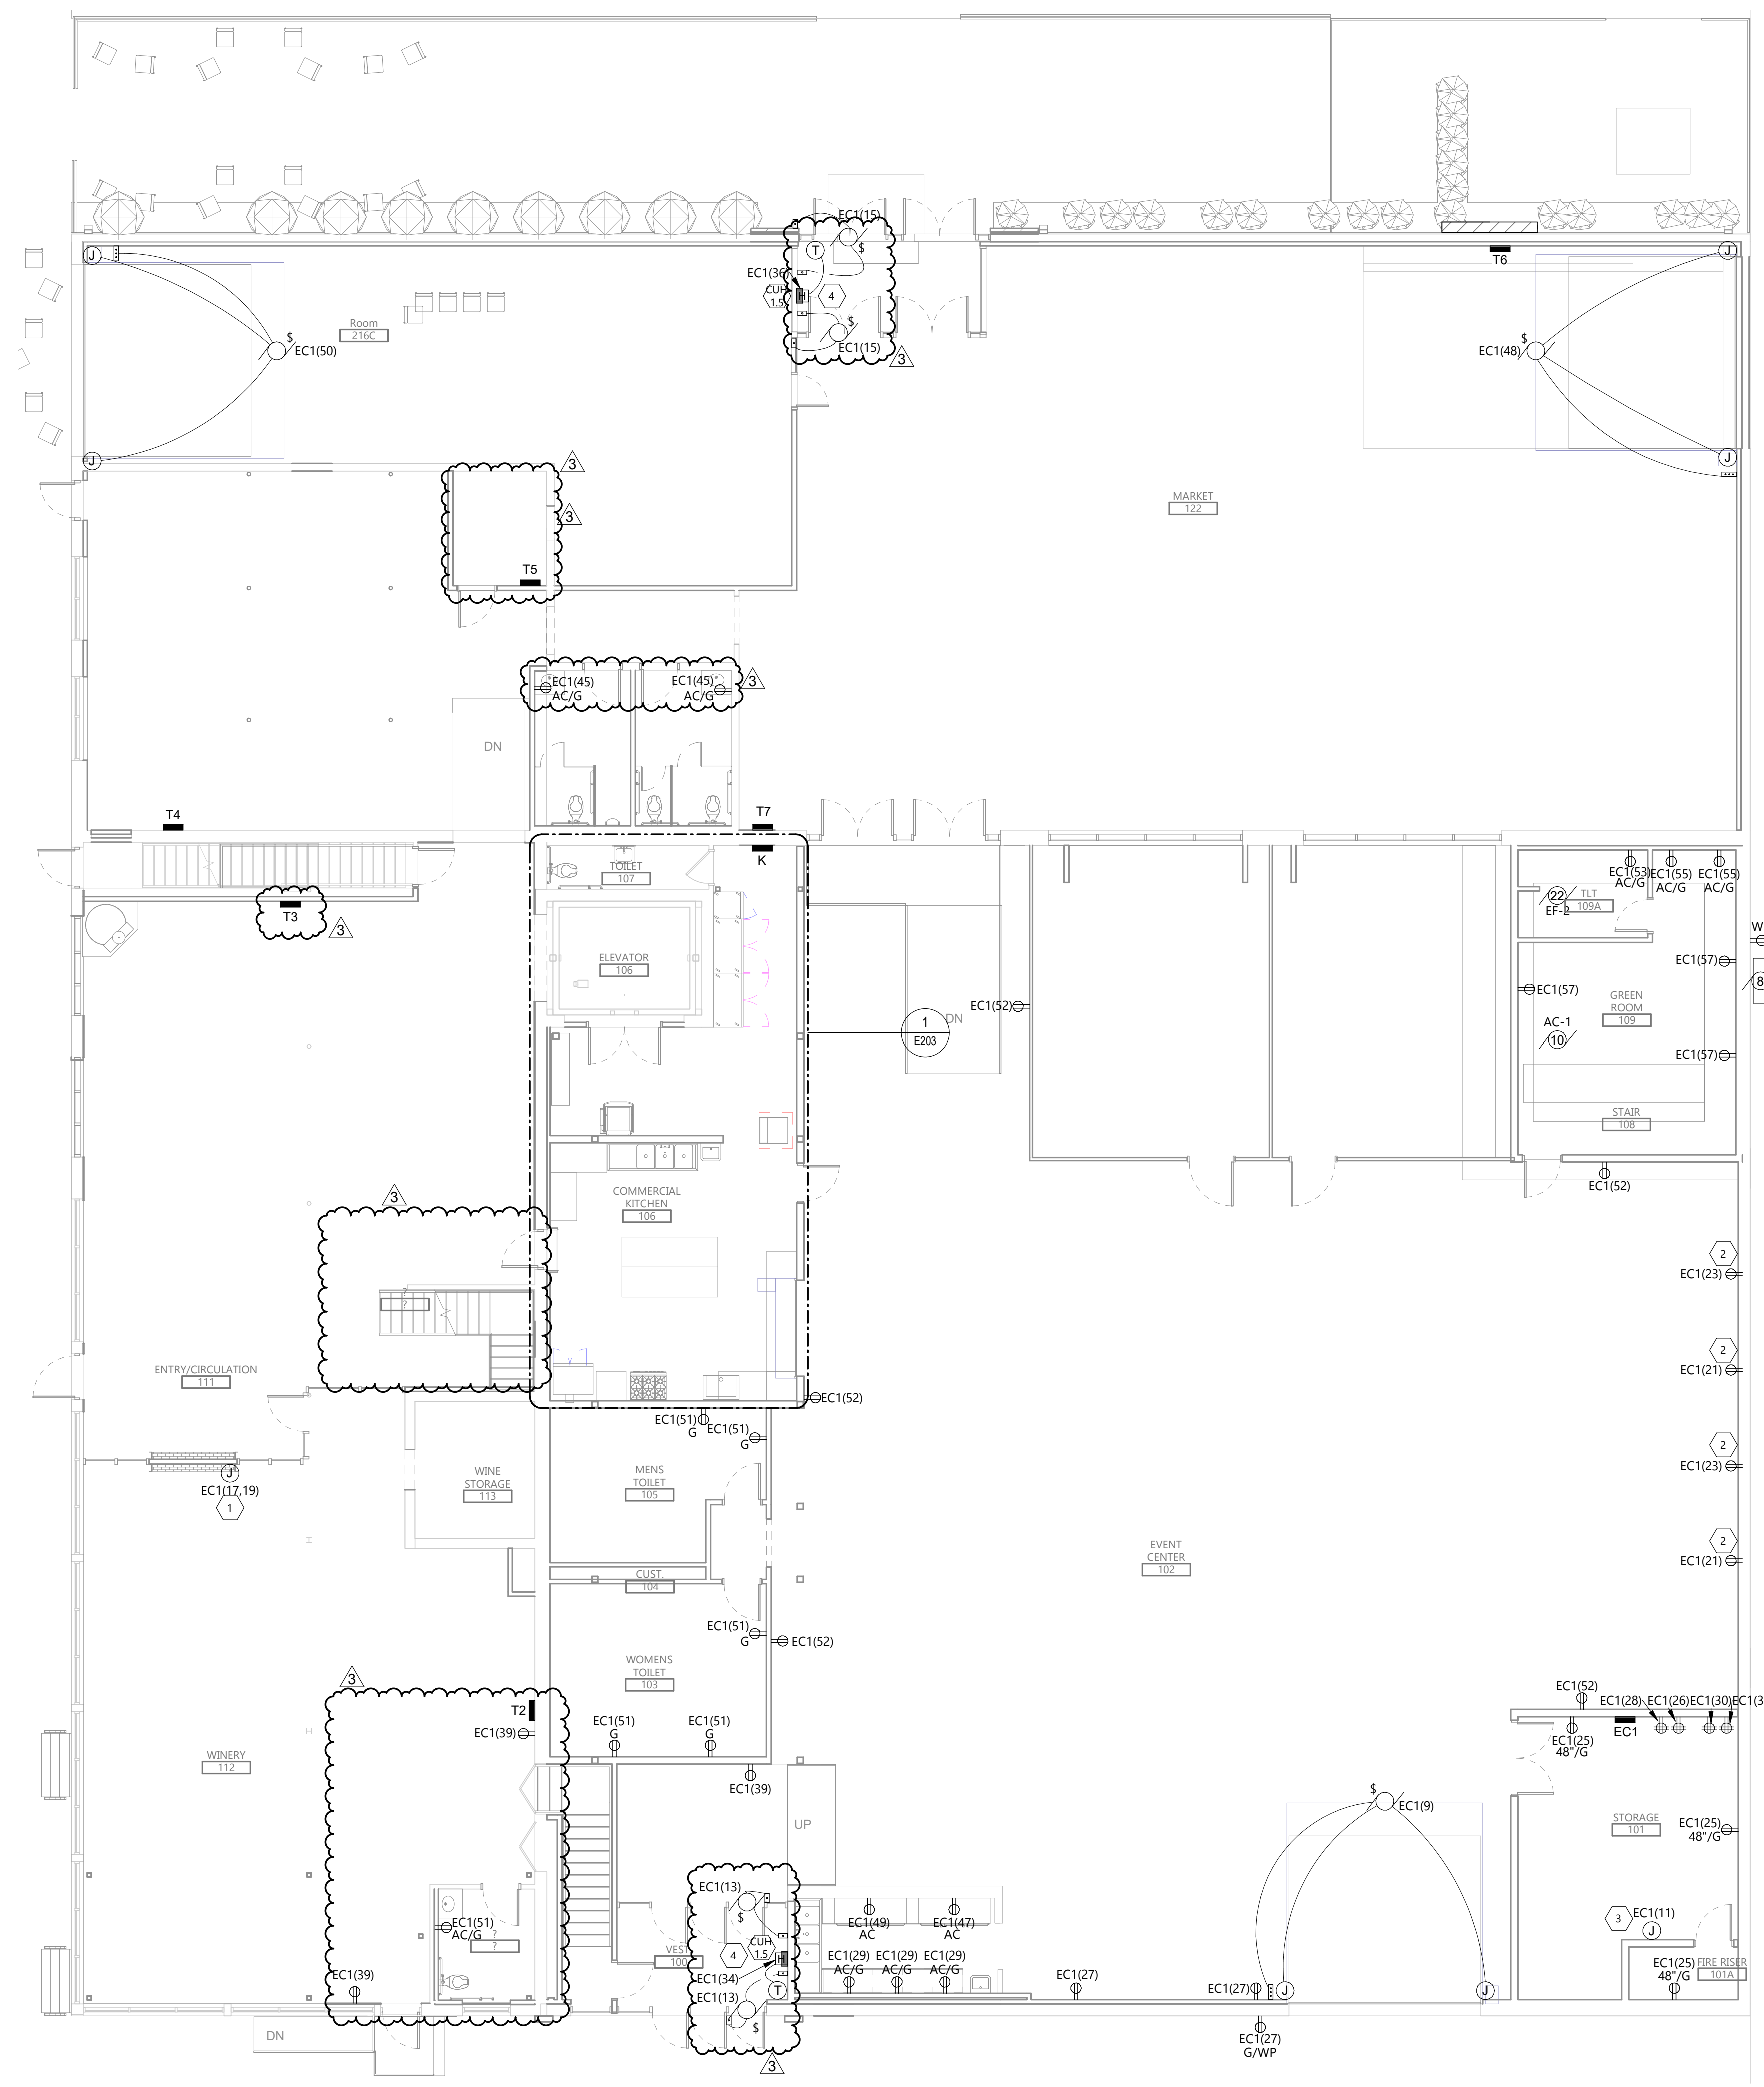 EC1(15)
$
T
EC1(36)
CUH
1.5
H
4
$
EC1(15)
3
J
Room
216C
$
EC1(50)
J
T6
J
$
EC1(48)
J
MARKET
122
3
3
T5
EC1(45)
AC/G
EC1(45)
AC/G
3
DN
T4
T7
K
TOILET
107
T3
3
ELEVATOR
106
1
E203
DN
EC1(52)
EC1(53)
AC/G
EC1(55)
AC/G
EC1(55)
AC/G
22
EF-2
TLT
109A
W
EC1(57)
8
EC1(57)
GREEN
ROOM
109
AC-1
10
EC1(57)
STAIR
108
EC1(52)
COMMERCIAL
KITCHEN
106
3
?
?
2
EC1(23)
2
EC1(21)
2
EC1(23)
2
EC1(21)
ENTRY/CIRCULATION
111
EC1(52)
EC1(51)
G
EC1(51)
G
J
EC1(17,19)
1
WINE
STORAGE
113
MENS
TOILET
105
EVENT
CENTER
102
CUST.
104
EC1(51)
G
EC1(52)
WOMENS
TOILET
103
3
T2
EC1(39)
EC1(51)
G
EC1(51)
G
EC1(39)
WINERY
112
EC1(52)
EC1(28)
EC1(26)
EC1(30)
EC1(3
EC1
EC1(25)
48"/G
$
EC1(9)
UP
STORAGE
101
EC1(25)
48"/G
EC1(13)
$
EC1(49)
AC
EC1(47)
AC
EC1(51)
AC/G
?
?
VEST
100
4
CUH
1.5
H
EC1(34)
EC1(29)
AC/G
EC1(29)
AC/G
EC1(29)
AC/G
3
EC1(11)
J
EC1(39)
EC1(13)
T
$
EC1(27)
EC1(27)
J
J
EC1(25)
48"/G
FIRE RISER
101A
EC1(27)
G/WP
DN
3